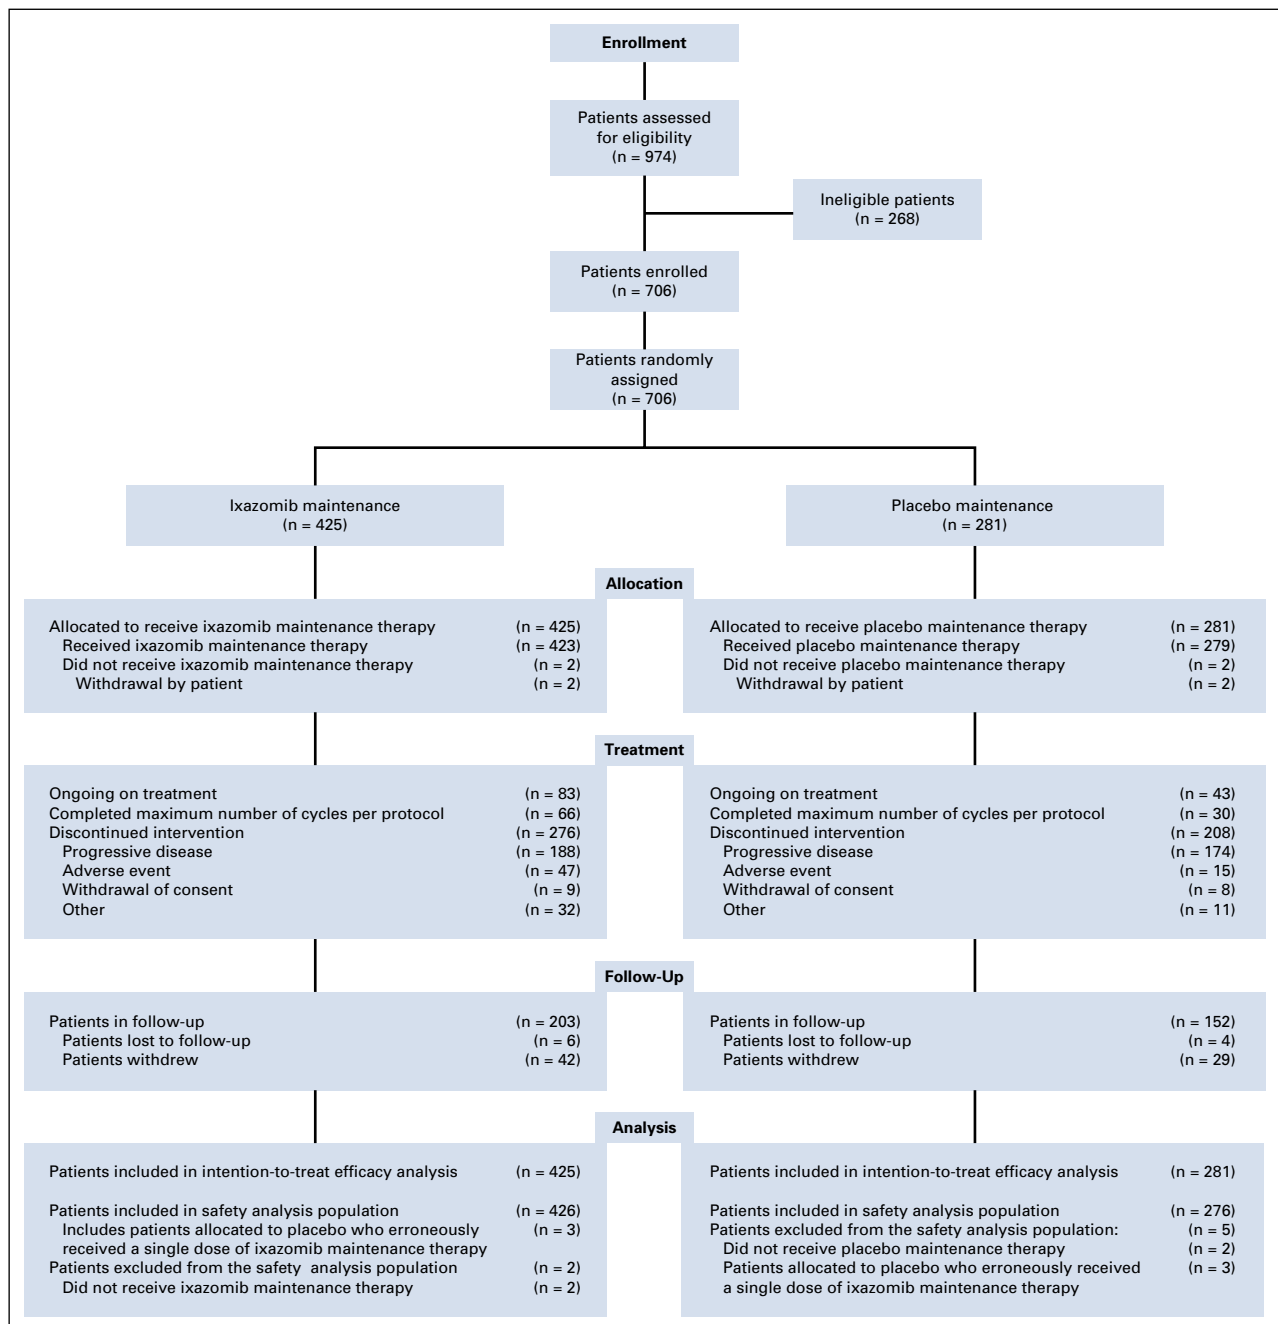 Enrollment
Patients assessed
for eligibility
(n = 974)
Ineligible patients
(n = 268)
Patients enrolled
(n = 706)
Patients randomly
assigned
(n = 706)
Ixazomib maintenance
(n = 425)
Placebo maintenance
(n = 281)
Allocation
Allocated to receive ixazomib maintenance therapy (n = 425)
Received ixazomib maintenance therapy (n = 423)
Did not receive ixazomib maintenance therapy (n = 2)
Withdrawal by patient (n = 2)
Allocated to receive placebo maintenance therapy (n = 281)
Received placebo maintenance therapy (n = 279)
Did not receive placebo maintenance therapy (n = 2)
Withdrawal by patient (n = 2)
Treatment
Ongoing on treatment (n = 83)
Completed maximum number of cycles per protocol (n = 66)
Discontinued intervention (n = 276)
Progressive disease (n = 188)
Adverse event (n = 47)
Withdrawal of consent (n = 9)
Other (n = 32)
Ongoing on treatment (n = 43)
Completed maximum number of cycles per protocol (n = 30)
Discontinued intervention (n = 208)
Progressive disease (n = 174)
Adverse event (n = 15)
Withdrawal of consent (n = 8)
Other (n = 11)
Follow-Up
Patients in follow-up (n = 203)
Patients lost to follow-up (n = 6)
Patients withdrew (n = 42)
Patients in follow-up (n = 152)
Patients lost to follow-up (n = 4)
Patients withdrew (n = 29)
Analysis
Patients included in intention-to-treat efficacy analysis (n = 425)
Patients included in safety analysis population (n = 426)
Includes patients allocated to placebo who erroneously (n = 3)
received a single dose of ixazomib maintenance therapy
Patients excluded from the safety analysis population (n = 2)
Did not receive ixazomib maintenance therapy (n = 2)
Patients included in intention-to-treat efficacy analysis (n = 281)
Patients included in safety analysis population (n = 276)
Patients excluded from the safety analysis population: (n = 5)
Did not receive placebo maintenance therapy (n = 2)
Patients allocated to placebo who erroneously received (n = 3)
a single dose of ixazomib maintenance therapy